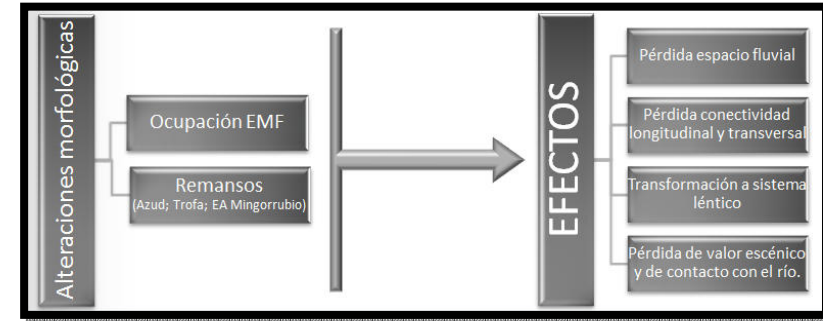 Alteraciones morfológicas
Ocupación EMF
Remansos
(Azud; Trofa; EA Mingorrubio)
EFECTOS
Pérdida espacio fluvial
Pérdida conectividad
longitudinal y transversal
Transformación a sistema
léntico
Pérdida de valor escénico
y de contacto con el río.